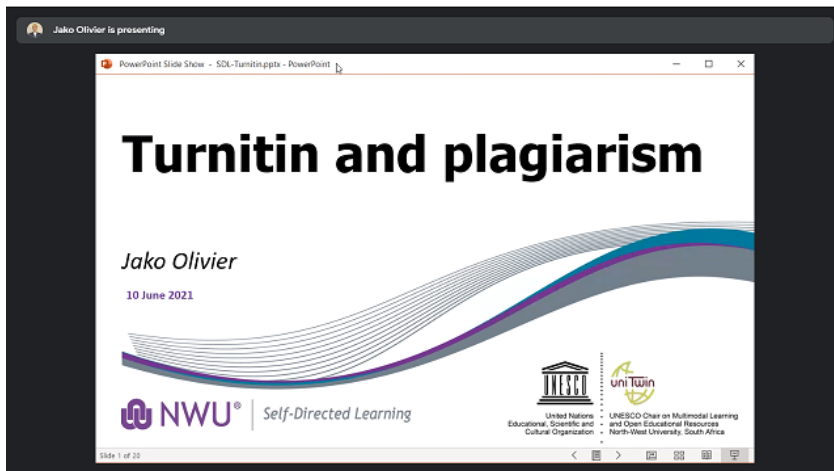 Jako Olivier is presenting
PowerPoint Slide Show - SDL-Turnitin.pptx - PowerPoint
Turnitin and plagiarism
Jako Olivier
10 June 2021
NWU®
Self-Directed Learning
UNESCO
United Nations
Educational, Scientific and
Cultural Organization
uniTwin
UNESCO Chair on Multimodal Learning
and Open Educational Resources
North-West University, South Africa
Slide 1 of 20